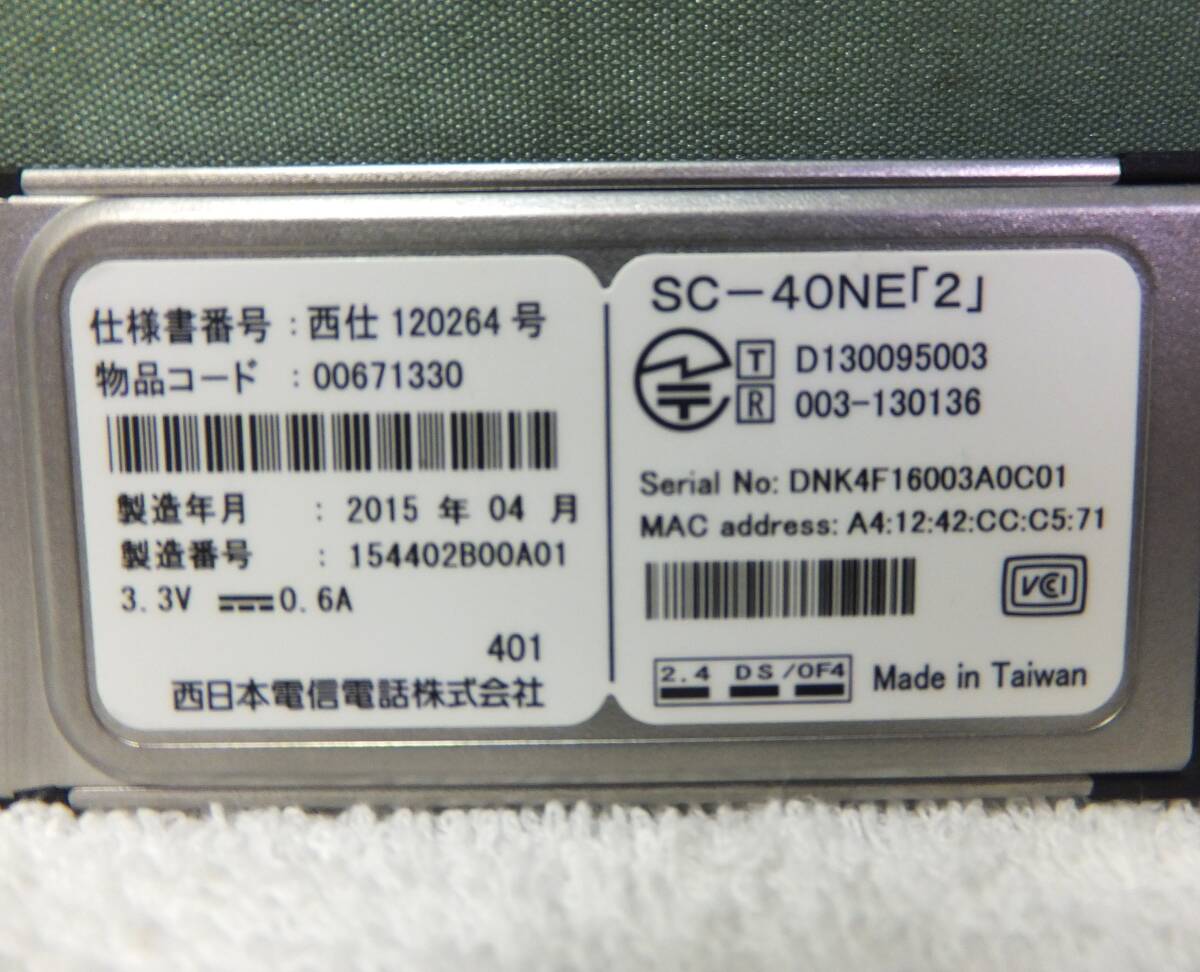 仕様書番号 : 西仕 120264 号
物品コード : 00671330
製造年月 : 2015 年 04 月
製造番号 : 154402B00A01
3.3V 0.6A
401
西日本電信電話株式会社
SC-40NE「2」
T D130095003
R 003-130136
Serial No: DNK4F16003A0C01
MAC address: A4:12:42:CC:C5:71
VCI
2.4 DS/OF4
Made in Taiwan